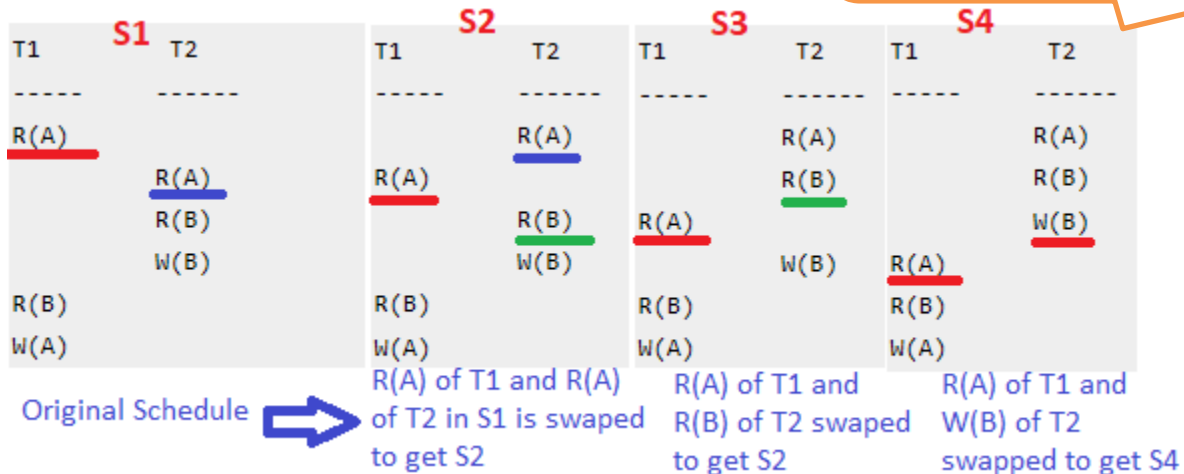 S1
T1 T2
----- ------
R(A)
R(A)
R(B)
W(B)
R(B)
W(A)
Original Schedule
S2
T1 T2
----- ------
R(A)
R(A)
R(B)
W(B)
R(B)
W(A)
R(A) of T1 and R(A)
of T2 in S1 is swaped
to get S2
S3
T1 T2
----- ------
R(A)
R(B)
R(A)
W(B)
R(B)
W(A)
R(A) of T1 and
R(B) of T2 swaped
to get S2
S4
T1 T2
----- ------
R(A)
R(B)
W(B)
R(A)
R(B)
W(A)
R(A) of T1 and
W(B) of T2
swapped to get S4